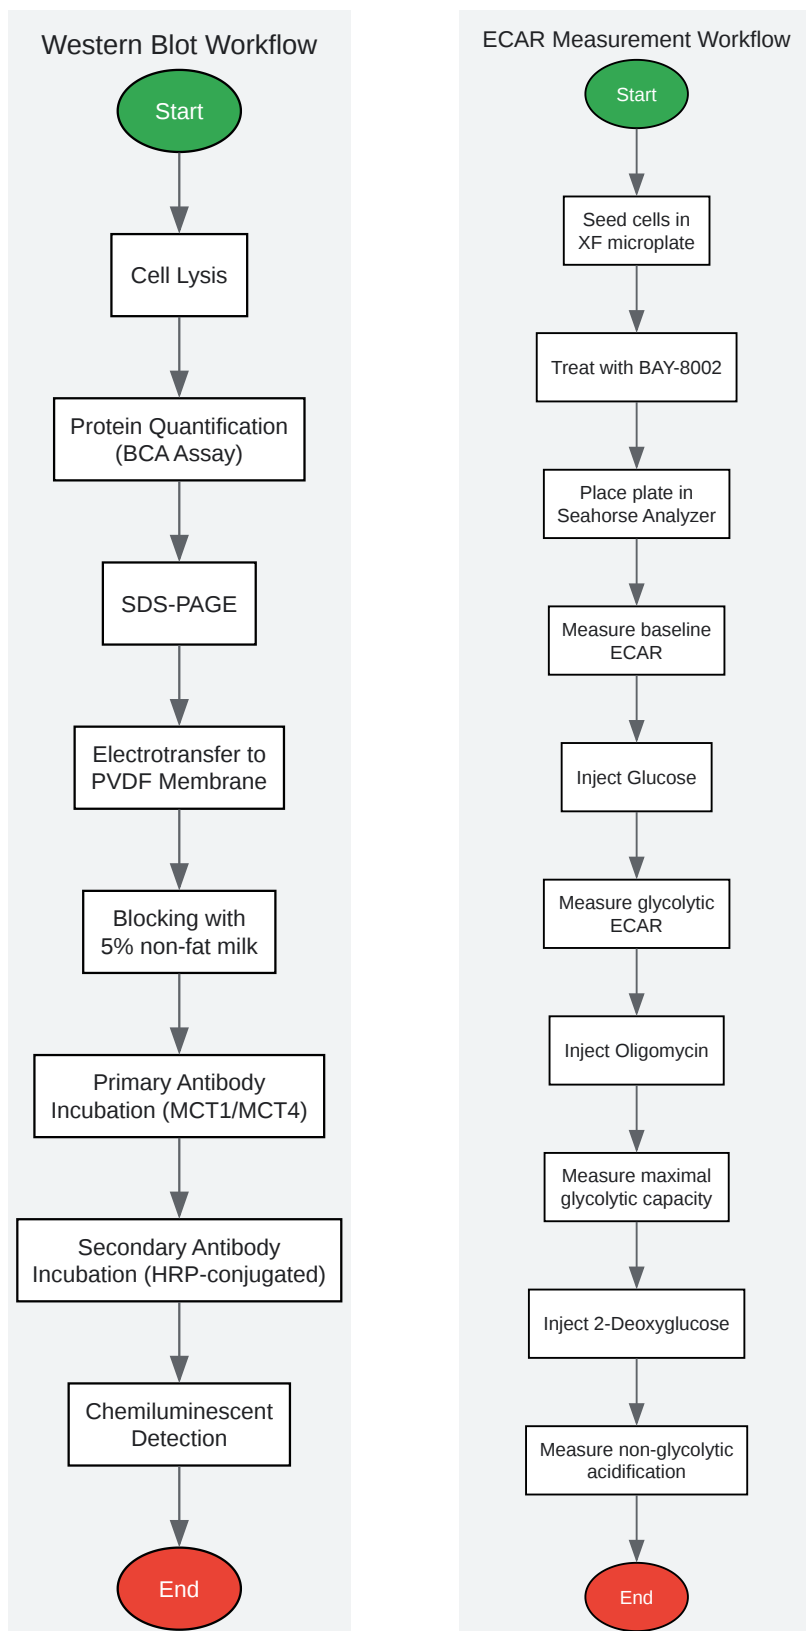 Western Blot Workflow
Start
Cell Lysis
Protein Quantification
(BCA Assay)
SDS-PAGE
Electrotransfer to
PVDF Membrane
Blocking with
5% non-fat milk
Primary Antibody
Incubation (MCT1/MCT4)
Secondary Antibody
Incubation (HRP-conjugated)
Chemiluminescent
Detection
End
ECAR Measurement Workflow
Start
Seed cells in
XF microplate
Treat with BAY-8002
Place plate in
Seahorse Analyzer
Measure baseline
ECAR
Inject Glucose
Measure glycolytic
ECAR
Inject Oligomycin
Measure maximal
glycolytic capacity
Inject 2-Deoxyglucose
Measure non-glycolytic
acidification
End